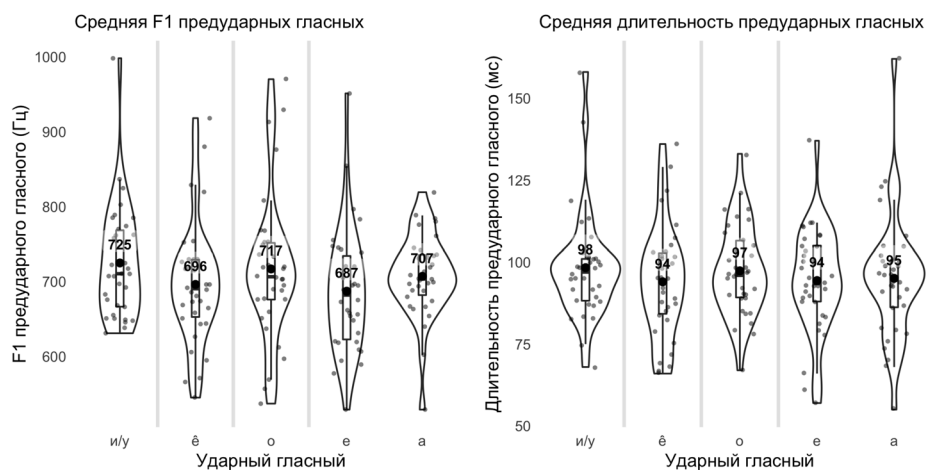 Средняя F1 предударных гласных
F1 предударного гласного (Гц)
1000
900
800
700
600
725
696
717
687
707
и/у ê о е а
Ударный гласный
Средняя длительность предударных гласных
Длительность предударного гласного (мс)
150
125
100
75
50
98
94
97
94
95
и/у ê о е а
Ударный гласный